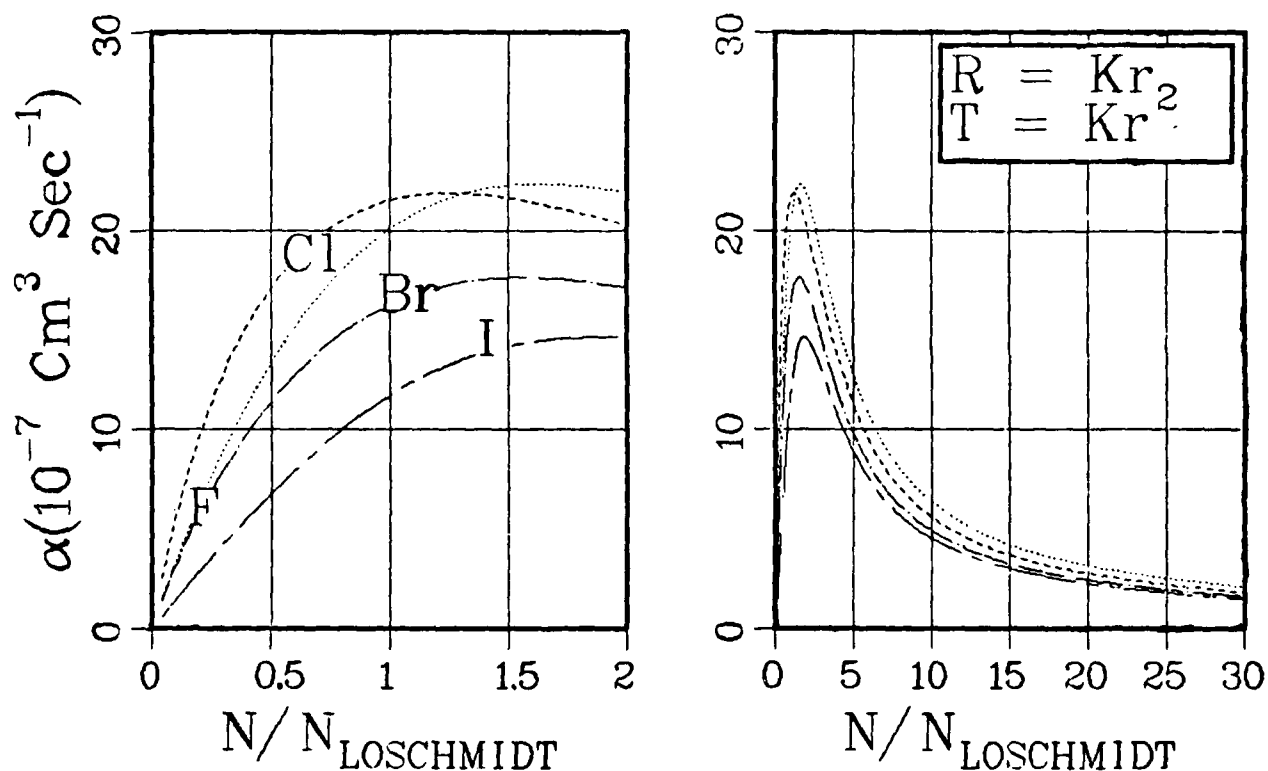 α(10⁻⁷ Cm³ Sec⁻¹)
30
20
10
0
Cl
Br
I
F
0 0.5 1 1.5 2
N/N_LOSCHMIDT
30
20
10
0
R = Kr₂
T = Kr²
0 5 10 15 20 25 30
N/N_LOSCHMIDT